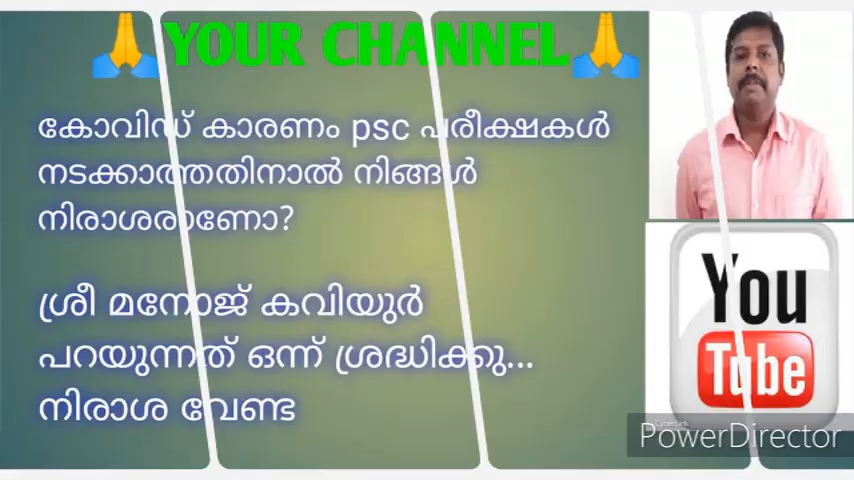 YOUR CHANNEL
കോവിഡ് കാരണം psc പരീക്ഷകൾ
നടക്കാത്തതിനാൽ നിങ്ങൾ
നിരാശരാണോ?
ശ്രീ മനോജ് കവിയുർ
പറയുന്നത് ഒന്ന് ശ്രദ്ധിക്കു...
നിരാശ വേണ്ട
You
Tube
CyberLink
PowerDirector